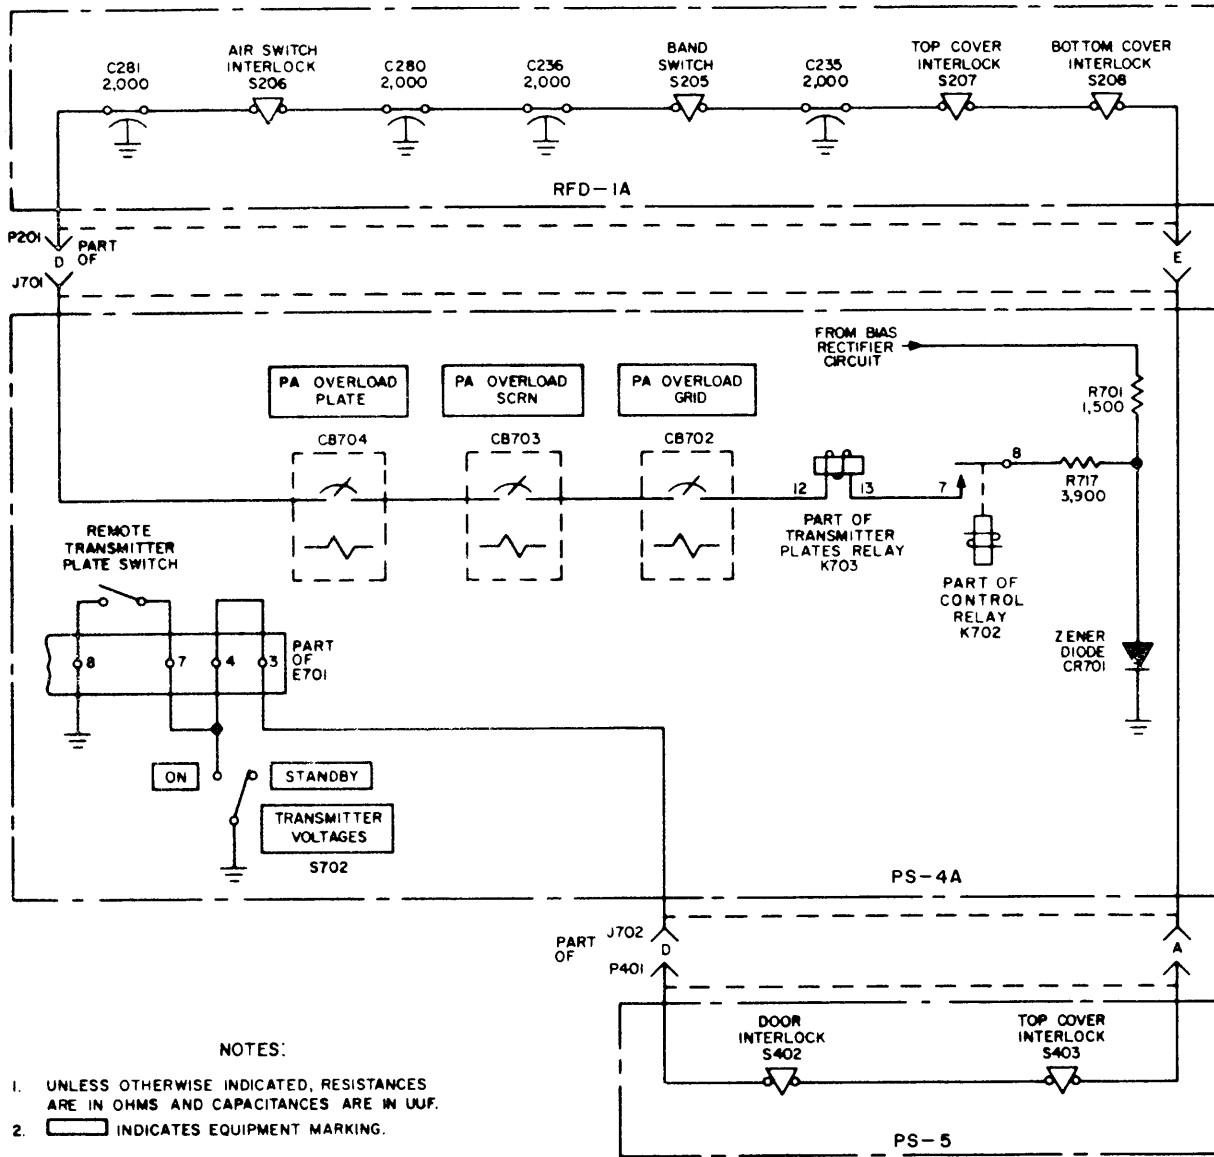 C281
2,000
AIR SWITCH
INTERLOCK
S206
C280
2,000
C236
2,000
BAND
SWITCH
S205
C235
2,000
TOP COVER
INTERLOCK
S207
BOTTOM COVER
INTERLOCK
S208
RFD-1A
P201
D
PART
OF
J701
E
FROM BIAS
RECTIFIER
CIRCUIT
R701
1,500
PA OVERLOAD
PLATE
PA OVERLOAD
SCRN
PA OVERLOAD
GRID
CB704
CB703
CB702
12
13
7
8
R717
3,900
PART OF
TRANSMITTER
PLATES RELAY
K703
PART OF
CONTROL
RELAY
K702
ZENER
DIODE
CR701
REMOTE
TRANSMITTER
PLATE SWITCH
8
7
4
3
PART
OF
E701
ON
STANDBY
TRANSMITTER
VOLTAGES
S702
PS-4A
PART
OF
J702
D
P401
A
DOOR
INTERLOCK
S402
TOP COVER
INTERLOCK
S403
PS-5
NOTES:
1. UNLESS OTHERWISE INDICATED, RESISTANCES
ARE IN OHMS AND CAPACITANCES ARE IN UUF.
2. INDICATES EQUIPMENT MARKING.